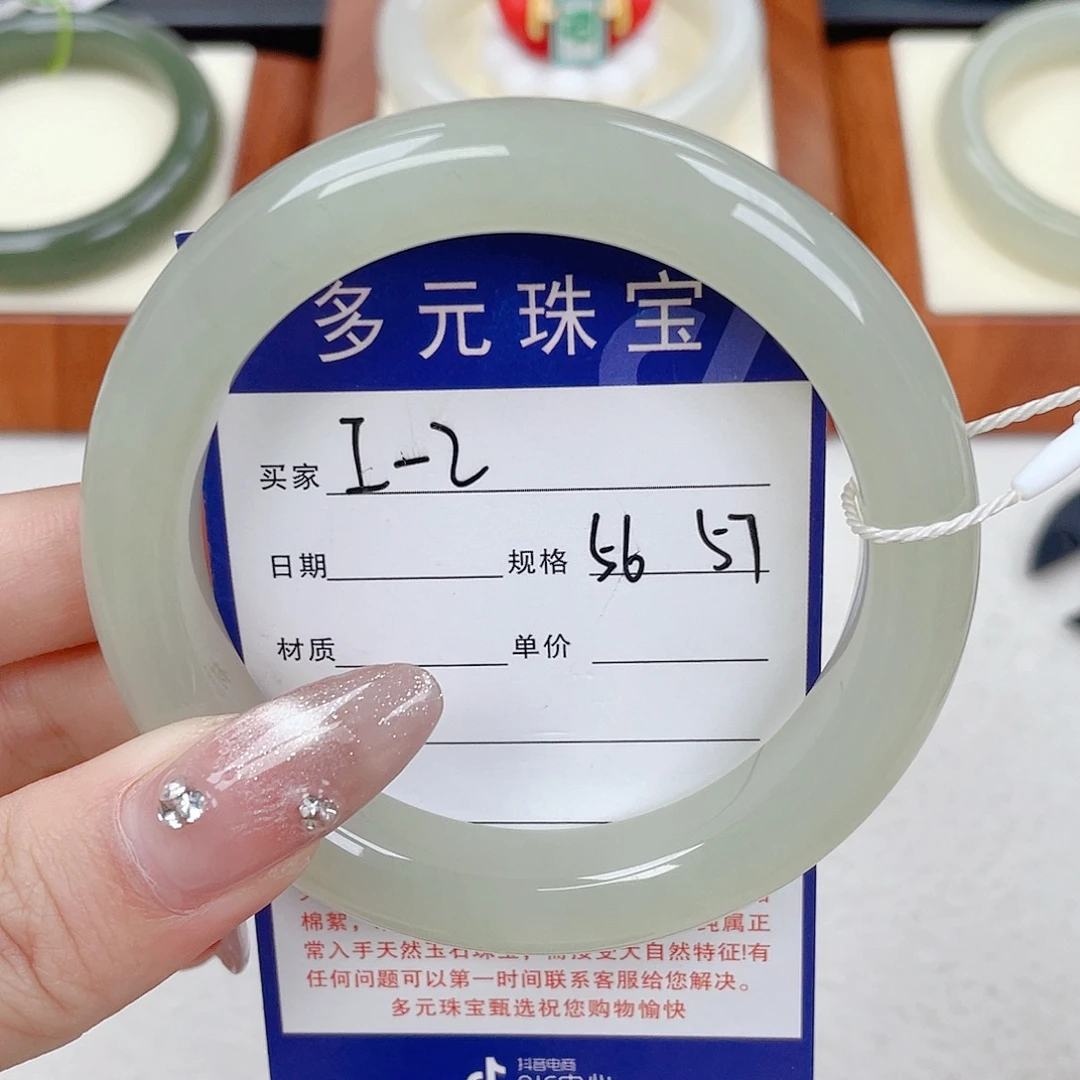 多元珠宝
买家 I-2
日期 规格 56 57
材质 单价
棉絮， 纯属正
常入手天然玉石珠宝，需接受大自然特征!有
任何问题可以第一时间联系客服给您解决。
多元珠宝甄选祝您购物愉快
抖音电商